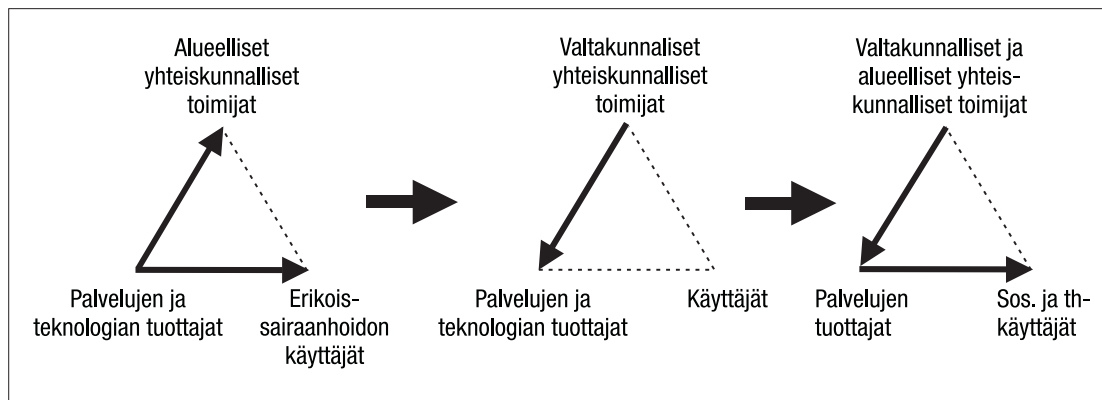 Alueelliset
yhteiskunnalliset
toimijat
Palvelujen ja
teknologian tuottajat
Erikois-
sairaanhoidon
käyttäjät
Valtakunnaliset
yhteiskunnalliset
toimijat
Palvelujen ja
teknologian tuottajat
Käyttäjät
Valtakunnalliset ja
alueelliset yhteis-
kunnalliset toimijat
Palvelujen
tuottajat
Sos. ja th-
käyttäjät